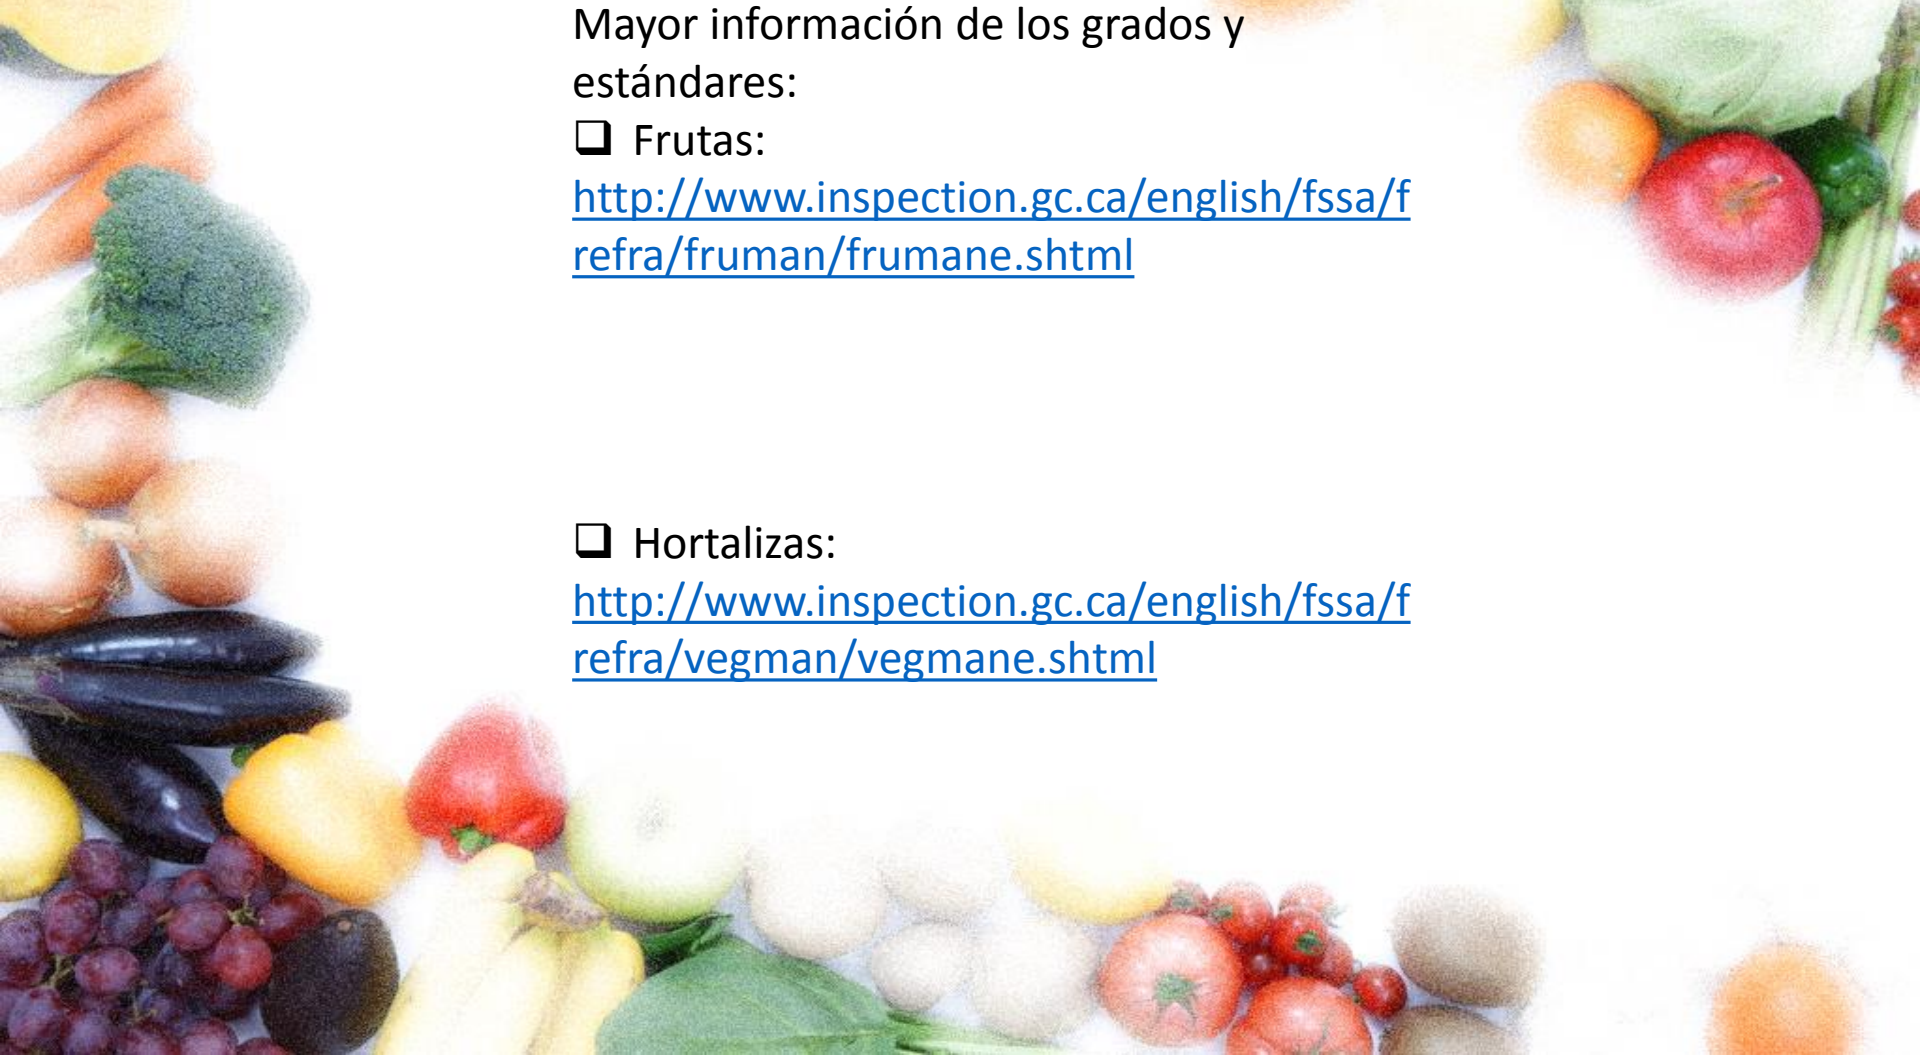 Mayor información de los grados y
estándares:
❑ Frutas:
http://www.inspection.gc.ca/english/fssa/f
refra/fruman/frumane.shtml
❑ Hortalizas:
http://www.inspection.gc.ca/english/fssa/f
refra/vegman/vegmane.shtml